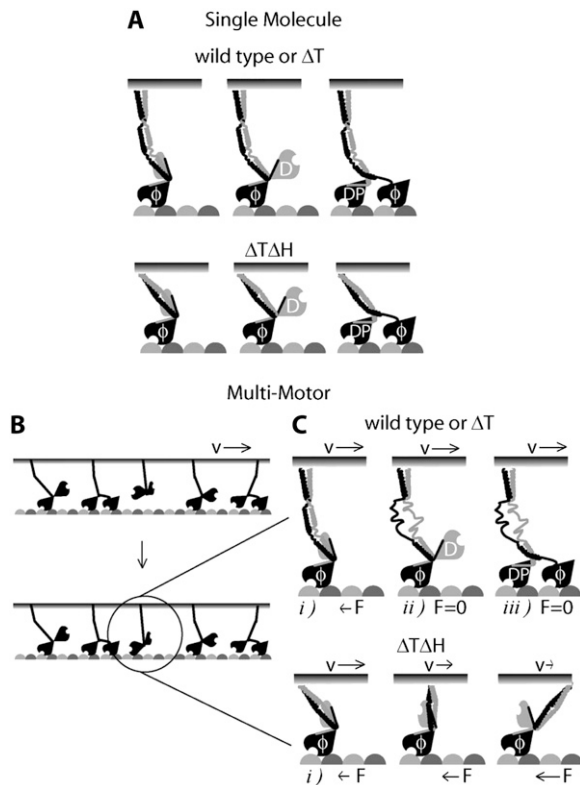 A Single Molecule
wild type or ΔT
ϕ ϕ D DP ϕ
ΔTΔH
ϕ ϕ D DP ϕ
Multi-Motor
B
v→
C wild type or ΔT
v→ v→ v→
ϕ ϕ D DP ϕ
i) ←F ii) F=0 iii) F=0
ΔTΔH
v→ v→ v→
ϕ ϕ ϕ
i) ←F ←F ←F